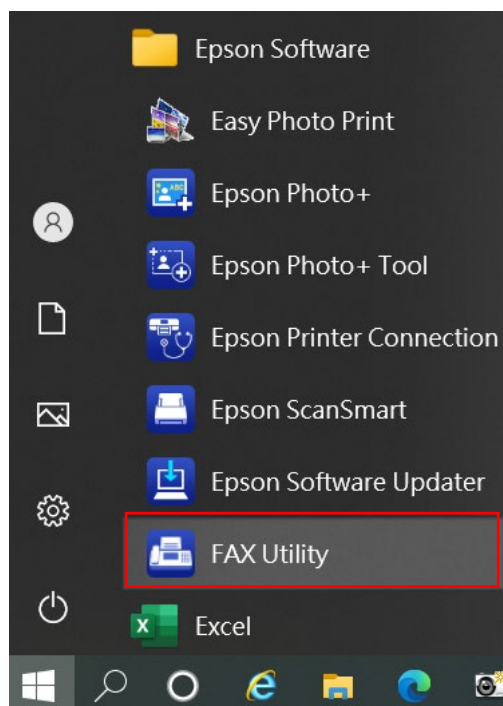 Epson Software
Easy Photo Print
Epson Photo+
Epson Photo+ Tool
Epson Printer Connection
Epson ScanSmart
Epson Software Updater
FAX Utility
Excel